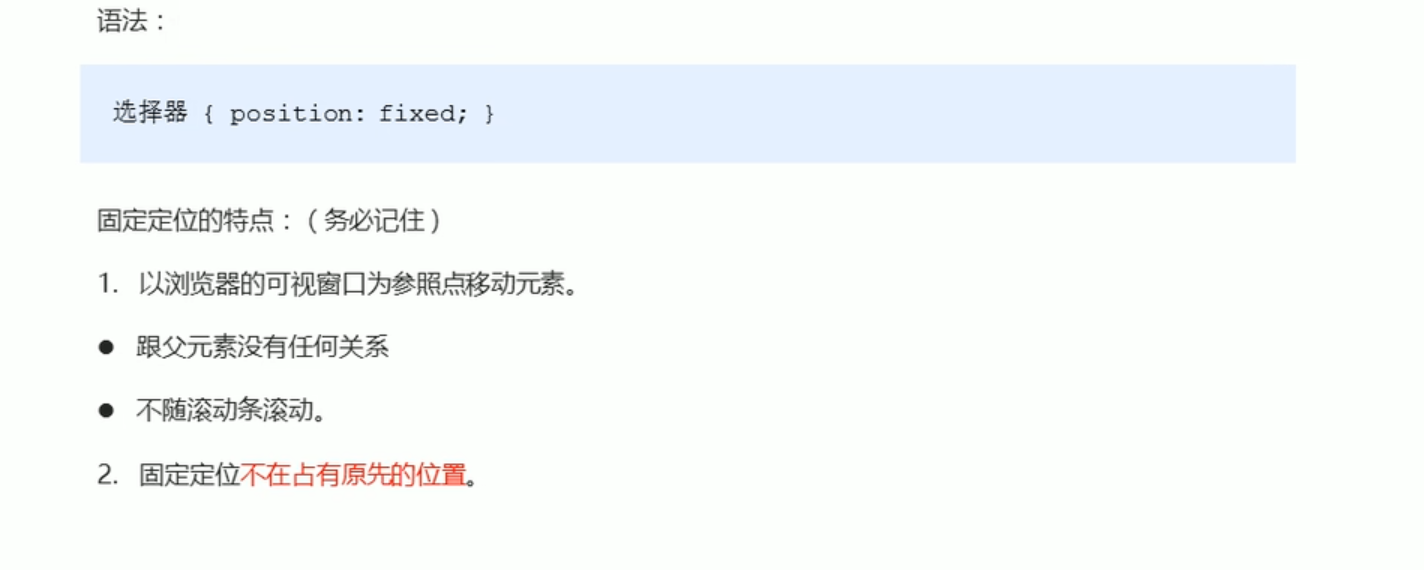 语法：
选择器 { position: fixed; }
固定定位的特点：（务必记住）
1. 以浏览器的可视窗口为参照点移动元素。
● 跟父元素没有任何关系
● 不随滚动条滚动。
2. 固定定位不在占有原先的位置。